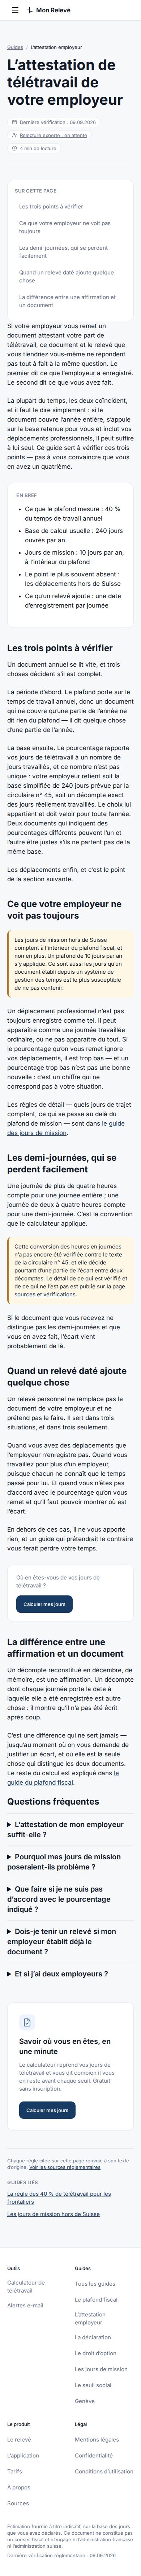 Mon Relevé
Guides / L'attestation employeur
L'attestation de
télétravail de
votre employeur
Dernière vérification : 09.09.2026
Relecture experte : en attente
4 min de lecture
SUR CETTE PAGE
Les trois points à vérifier
Ce que votre employeur ne voit pas
toujours
Les demi-journées, qui se perdent
facilement
Quand un relevé daté ajoute quelque
chose
La différence entre une affirmation et
un document
Si votre employeur vous remet un
document attestant votre part de
télétravail, ce document et le relevé que
vous tiendriez vous-même ne répondent
pas tout à fait à la même question. Le
premier dit ce que l'employeur a enregistré.
Le second dit ce que vous avez fait.
La plupart du temps, les deux coïncident,
et il faut le dire simplement : si le
document couvre l'année entière, s'appuie
sur la base retenue pour vous et inclut vos
déplacements professionnels, il peut suffire
à lui seul. Ce guide sert à vérifier ces trois
points — pas à vous convaincre que vous
en avez un quatrième.
EN BREF
Ce que le plafond mesure : 40 %
du temps de travail annuel
Base de calcul usuelle : 240 jours
ouvrés par an
Jours de mission : 10 jours par an,
à l'intérieur du plafond
Le point le plus souvent absent :
les déplacements hors de Suisse
Ce qu'un relevé ajoute : une date
d'enregistrement par journée
Les trois points à vérifier
Un document annuel se lit vite, et trois
choses décident s'il est complet.
La période d'abord. Le plafond porte sur le
temps de travail annuel, donc un document
qui ne couvre qu'une partie de l'année ne
parle pas du plafond — il dit quelque chose
d'une partie de l'année.
La base ensuite. Le pourcentage rapporte
vos jours de télétravail à un nombre de
jours travaillés, et ce nombre n'est pas
unique : votre employeur retient soit la
base simplifiée de 240 jours prévue par la
circulaire n° 45, soit un décompte exact
des jours réellement travaillés. Le choix lui
appartient et doit valoir pour toute l'année.
Deux documents qui indiquent des
pourcentages différents n'ont pas l'un et
l'autre être justes s'ils ne partent pas de la
même base.
Les déplacements enfin, et c'est le point
de la section suivante.
Ce que votre employeur ne
voit pas toujours
Les jours de mission hors de Suisse
comptent à l'intérieur du plafond fiscal, et
non en plus. Un plafond de 10 jours par an
s'y applique. Ce sont aussi les jours qu'un
document établi depuis un système de
gestion des temps est le plus susceptible
de ne pas contenir.
Un déplacement professionnel n'est pas
toujours enregistré comme tel. Il peut
n'apparaître que comme une journée travaillée
ordinaire, ou ne pas apparaître du tout. Si
le pourcentage qu'on vous remet ignore
vos déplacements, il est trop bas — et un
pourcentage trop bas n'est pas une bonne
nouvelle : c'est un chiffre qui ne
correspond pas à votre situation.
Les règles de détail — quels jours de trajet
comptent, ce qui se passe au delà du
plafond de mission — sont dans le guide
des jours de mission.
Les demi-journées, qui se
perdent facilement
Une journée de plus de quatre heures
compte pour une journée entière ; une
journée de deux à quatre heures compte
pour une demi-journée. C'est la convention
que le calculateur applique.
Cette conversion des heures en journées
n'a pas encore été vérifiée contre le texte
de la circulaire n° 45, et elle décide
pourtant d'une partie de l'écart entre deux
décomptes. Le détail de ce qui est vérifié et
de ce qui ne l'est pas est publié sur la page
sources et vérifications.
Si le document que vous recevez ne
distingue pas les demi-journées et que
vous en avez fait, l'écart vient
probablement de là.
Quand un relevé daté ajoute
quelque chose
Un relevé personnel ne remplace pas le
document de votre employeur et ne
prétend pas le faire. Il sert dans trois
situations, et dans trois seulement.
Quand vous avez des déplacements que
l'employeur n'enregistre pas. Quand vous
travaillez pour plus d'un employeur,
puisque chacun ne connaît que le temps
passé pour lui. Et quand vous n'êtes pas
d'accord avec le pourcentage qu'on vous
remet et qu'il faut pouvoir montrer où est
l'écart.
En dehors de ces cas, il ne vous apporte
rien, et un guide qui prétendrait le contraire
vous ferait perdre votre temps.
Où en êtes-vous de vos jours de
télétravail ?
Calculer mes jours
La différence entre une
affirmation et un document
Un décompte reconstitué en décembre, de
mémoire, est une affirmation. Un décompte
dont chaque journée porte la date à
laquelle elle a été enregistrée est autre
chose : il montre qu'il n'a pas été écrit
après coup.
C'est une différence qui ne sert jamais —
jusqu'au moment où on vous demande de
justifier un écart, et où elle est la seule
chose qui distingue les deux documents.
Le reste du calcul est expliqué dans le
guide du plafond fiscal.
Questions fréquentes
L'attestation de mon employeur
suffit-elle ?
Pourquoi mes jours de mission
poseraient-ils problème ?
Que faire si je ne suis pas
d'accord avec le pourcentage
indiqué ?
Dois-je tenir un relevé si mon
employeur établit déjà le
document ?
Et si j'ai deux employeurs ?
Savoir où vous en êtes, en
une minute
Le calculateur reprend vos jours de
télétravail et vous dit combien il vous
en reste avant chaque seuil. Gratuit,
sans inscription.
Calculer mes jours
Chaque règle citée sur cette page renvoie à son texte
d'origine. Voir les sources réglementaires
GUIDES LIÉS
La règle des 40 % de télétravail pour les
frontaliers
Les jours de mission hors de Suisse
Outils
Calculateur de
télétravail
Alertes e-mail
Guides
Tous les guides
Le plafond fiscal
L'attestation
employeur
La déclaration
Le droit d'option
Les jours de mission
Le seuil social
Genève
Le produit
Le relevé
L'application
Tarifs
À propos
Sources
Légal
Mentions légales
Confidentialité
Conditions d'utilisation
Estimation fournie à titre indicatif, sur la base des jours
que vous avez déclarés. Ce document ne constitue pas
un conseil fiscal et n'engage ni l'administration française
ni l'administration suisse.
Dernière vérification réglementaire : 09.09.2026